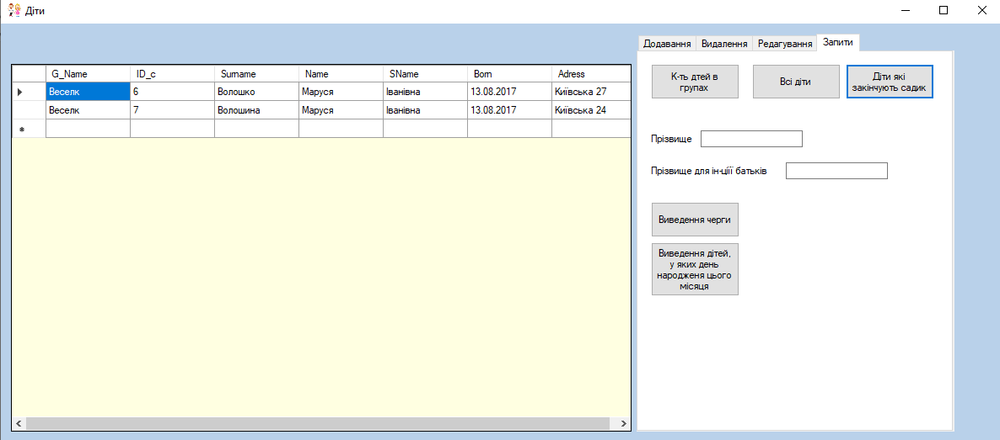 Діти
Додавання Видалення Редагування Запити
G_Name ID_c Surname Name SName Born Adress
Веселк 6 Волошко Маруся Іванівна 13.08.2017 Київська 27
Веселк 7 Волошина Маруся Іванівна 13.08.2017 Київська 24
К-ть дтей в
групах
Всі діти
Діти які
закінчують садик
Прізвище
Прізвище для ін-ціїї батьків
Виведення черги
Виведення дітей,
у яких день
народженя цього
місяця